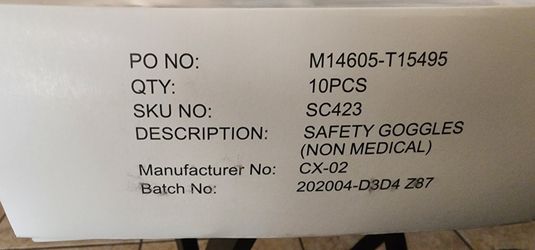 PO NO: M14605-T15495
QTY: 10PCS
SKU NO: SC423
DESCRIPTION: SAFETY GOGGLES
(NON MEDICAL)
Manufacturer No: CX-02
Batch No: 202004-D3D4 Z87